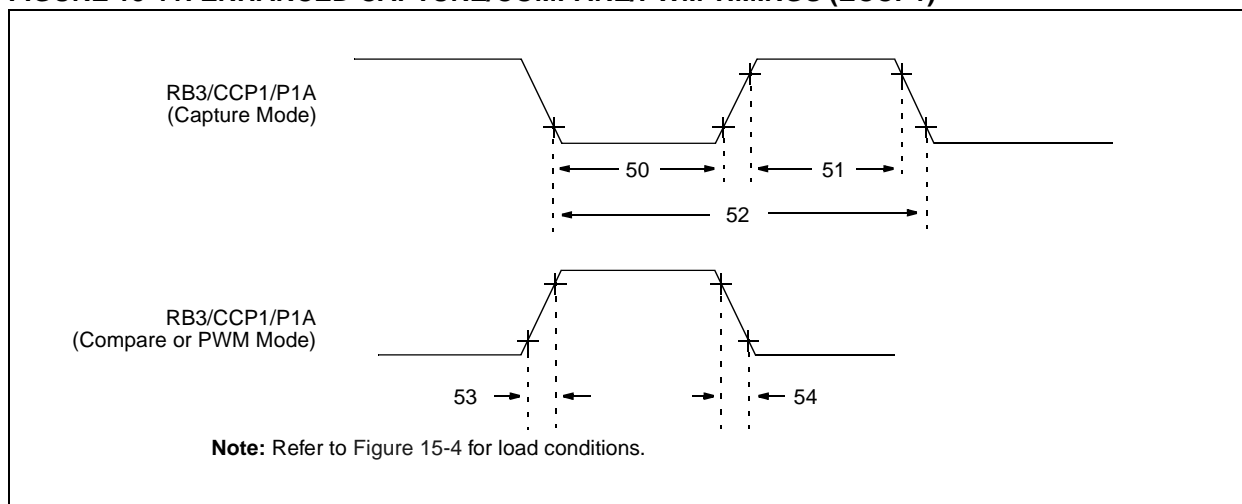 RB3/CCP1/P1A
(Capture Mode)
50
51
52
RB3/CCP1/P1A
(Compare or PWM Mode)
53
54
Note: Refer to Figure 15-4 for load conditions.